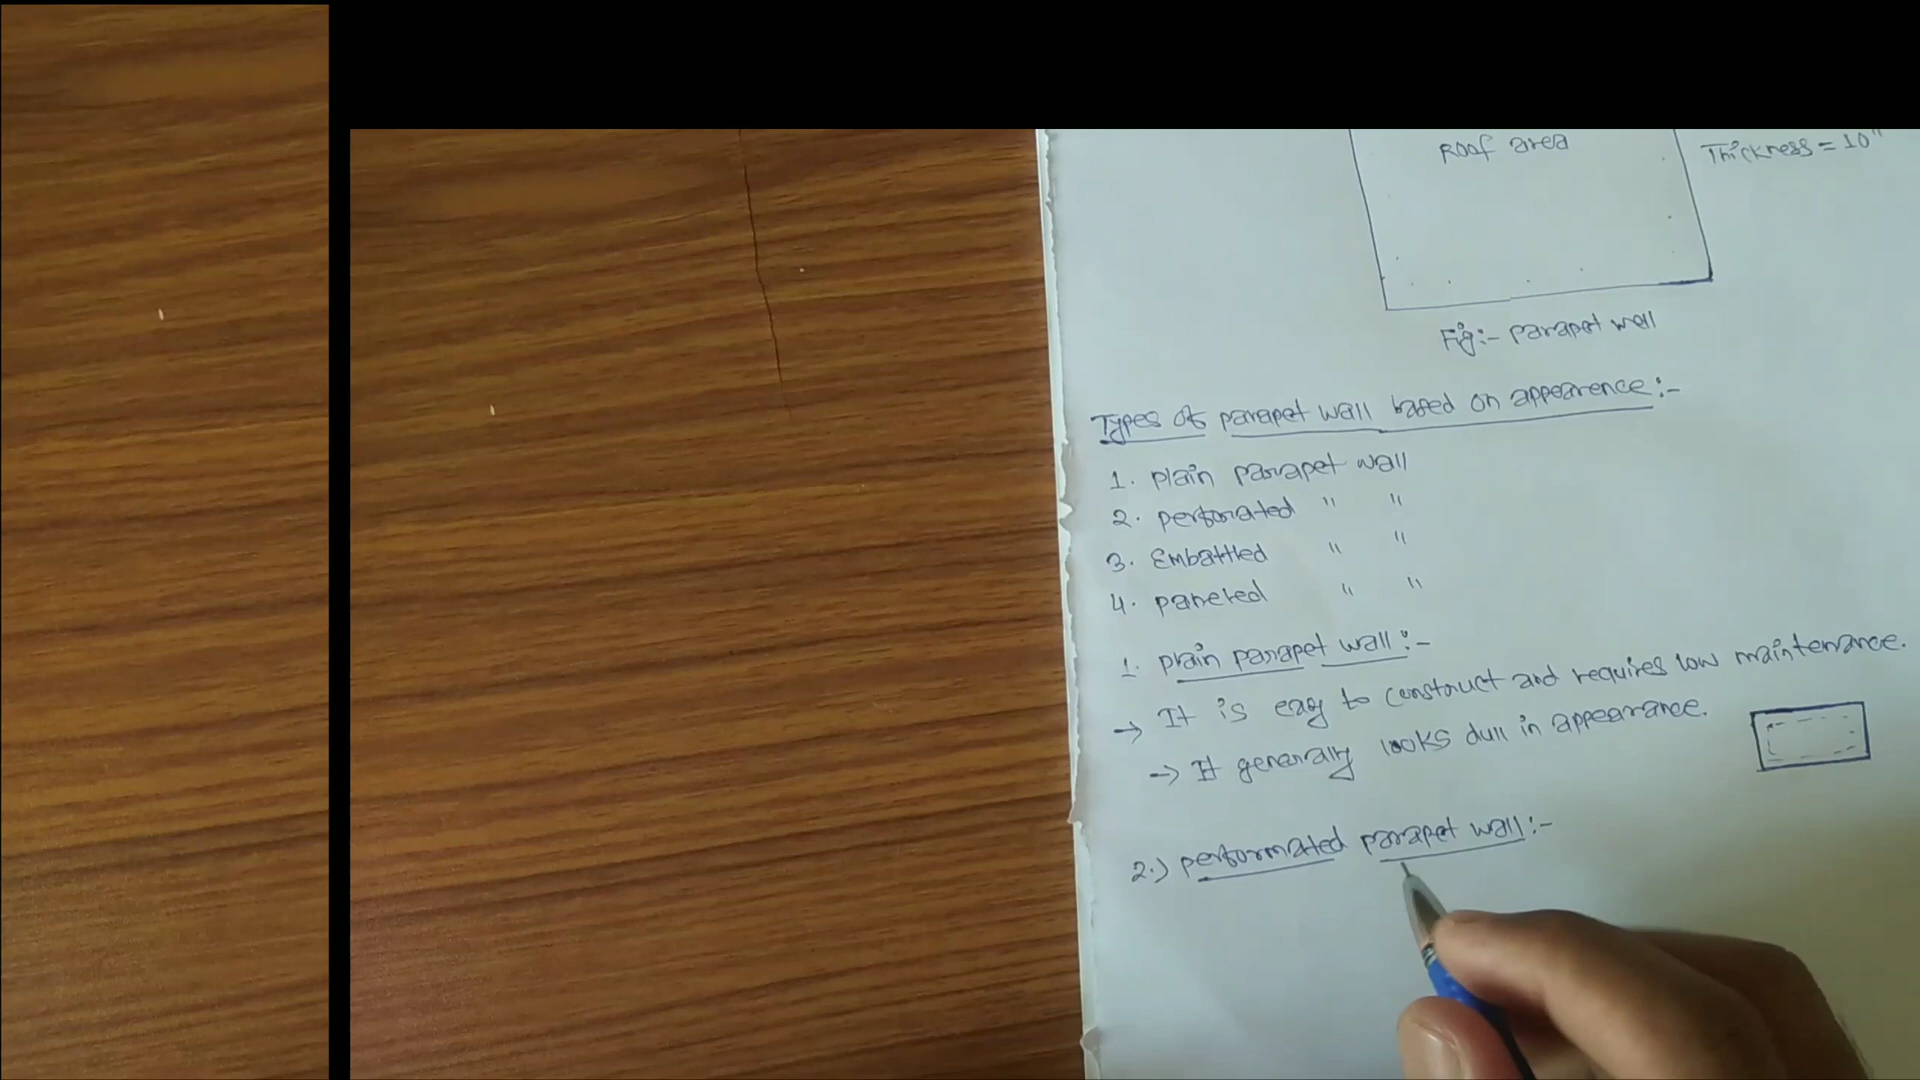 Roof area
Thickness = 10"
Fig:- parapet wall
Types of parapet wall based on appearence:-
1. plain parapet wall
2. perforated " "
3. Embattled " "
4. paneled " "
1. plain parapet wall:-
→ It is easy to construct and requires low maintenance.
→ It generally looks dull in appearance.
2.) performated parapet wall:-